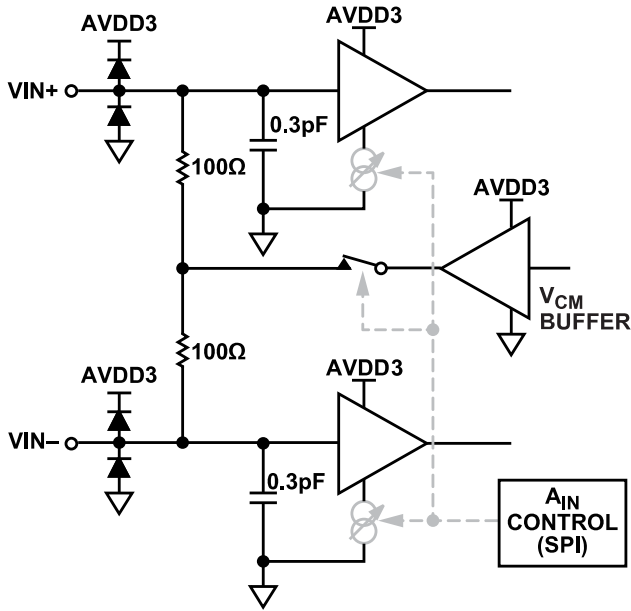 AVDD3
AVDD3
VIN+
0.3pF
100Ω
AVDD3
VCM
BUFFER
100Ω
AVDD3
AVDD3
VIN–
0.3pF
AIN
CONTROL
(SPI)